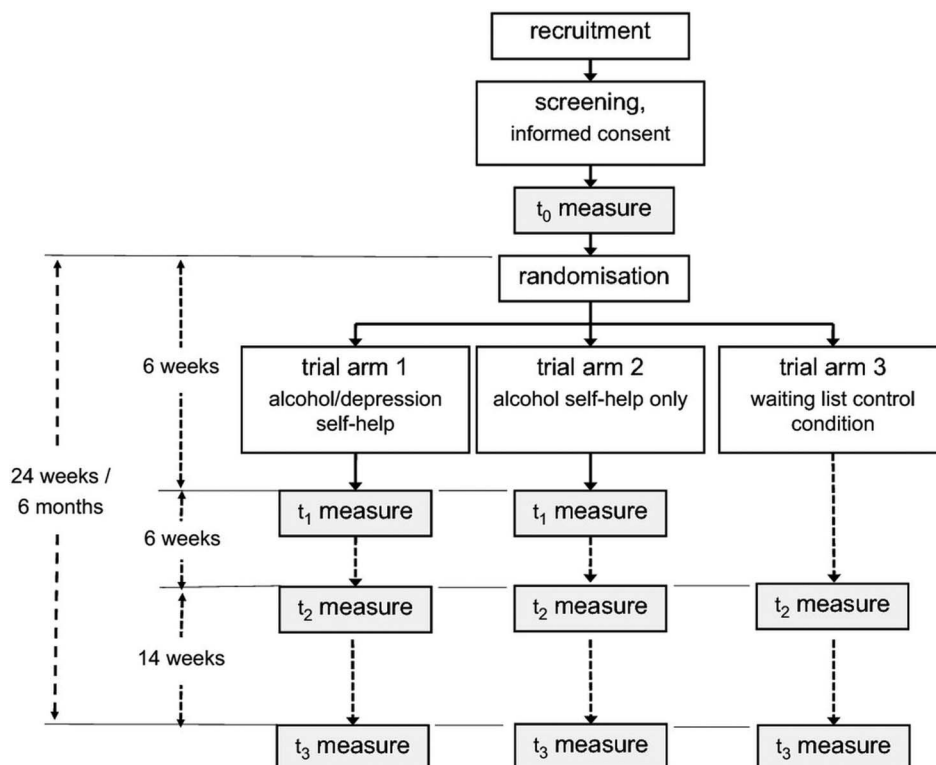 recruitment
screening,
informed consent
t₀ measure
randomisation
6 weeks
trial arm 1
alcohol/depression
self-help
trial arm 2
alcohol self-help only
trial arm 3
waiting list control
condition
24 weeks /
6 months
t₁ measure
t₁ measure
6 weeks
t₂ measure
t₂ measure
t₂ measure
14 weeks
t₃ measure
t₃ measure
t₃ measure